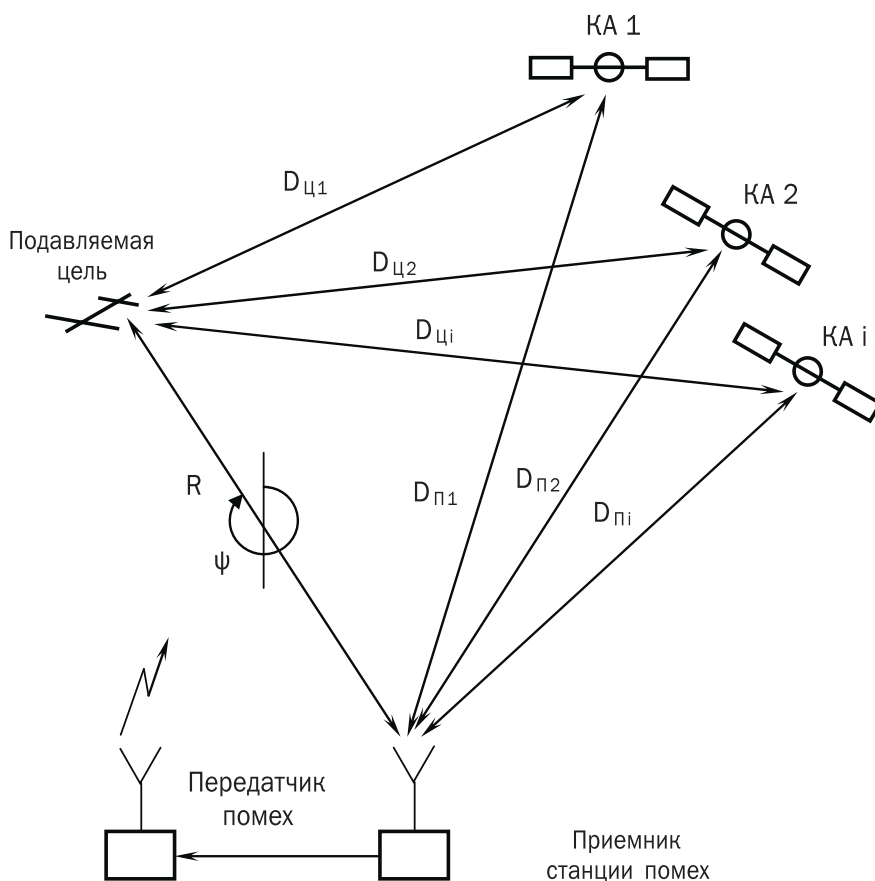 КА 1
D Ц1
КА 2
Подавляемая
цель
D Ц2
D Цi
КА i
R
D П1
D П2
D Пi
ψ
Передатчик
помех
Приемник
станции помех